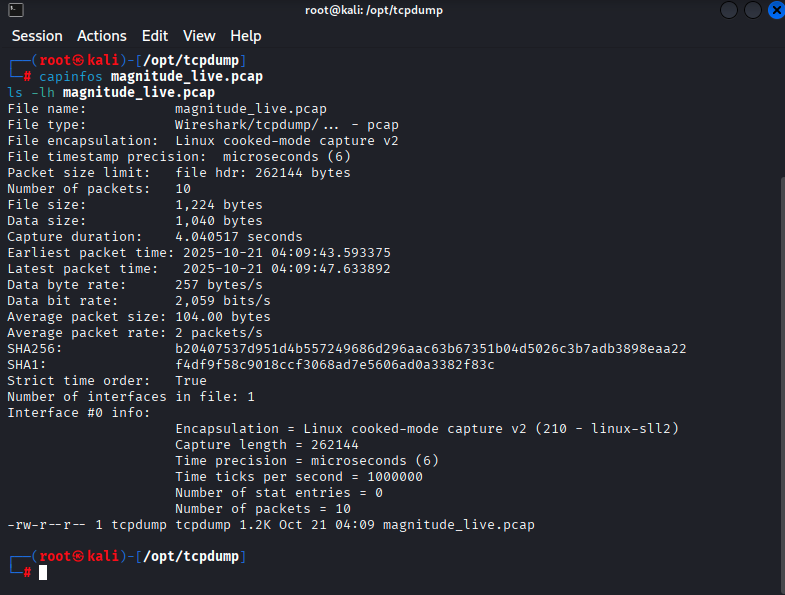 root@kali: /opt/tcpdump
Session Actions Edit View Help
┌──(root㉿kali)-[/opt/tcpdump]
└─# capinfos magnitude_live.pcap
ls -lh magnitude_live.pcap
File name:           magnitude_live.pcap
File type:           Wireshark/tcpdump/... - pcap
File encapsulation:  Linux cooked-mode capture v2
File timestamp precision:  microseconds (6)
Packet size limit:   file hdr: 262144 bytes
Number of packets:   10
File size:           1,224 bytes
Data size:           1,040 bytes
Capture duration:    4.040517 seconds
Earliest packet time: 2025-10-21 04:09:43.593375
Latest packet time:   2025-10-21 04:09:47.633892
Data byte rate:      257 bytes/s
Data bit rate:       2,059 bits/s
Average packet size: 104.00 bytes
Average packet rate: 2 packets/s
SHA256:              b20407537d951d4b557249686d296aac63b67351b04d5026c3b7adb3898eaa22
SHA1:                f4df9f58c9018ccf3068ad7e5606ad0a3382f83c
Strict time order:   True
Number of interfaces in file: 1
Interface #0 info:
                     Encapsulation = Linux cooked-mode capture v2 (210 - linux-sll2)
                     Capture length = 262144
                     Time precision = microseconds (6)
                     Time ticks per second = 1000000
                     Number of stat entries = 0
                     Number of packets = 10
-rw-r--r-- 1 tcpdump tcpdump 1.2K Oct 21 04:09 magnitude_live.pcap
┌──(root㉿kali)-[/opt/tcpdump]
└─#